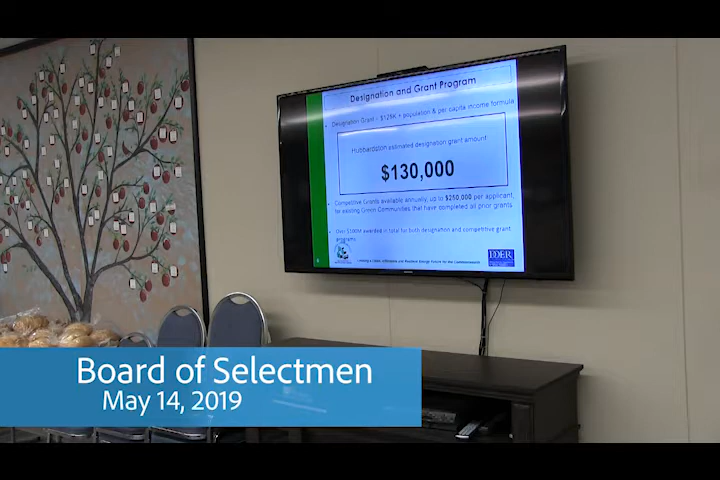 Designation and Grant Program
• Designation Grant – $125K + population & per capita income formula
Hubbardston estimated designation grant amount:
$130,000
• Competitive Grants available annually, up to $250,000 per applicant,
for existing Green Communities that have completed all prior grants
• Over $100M awarded in total for both designation and competitive grant
programs
DOER
Board of Selectmen
May 14, 2019